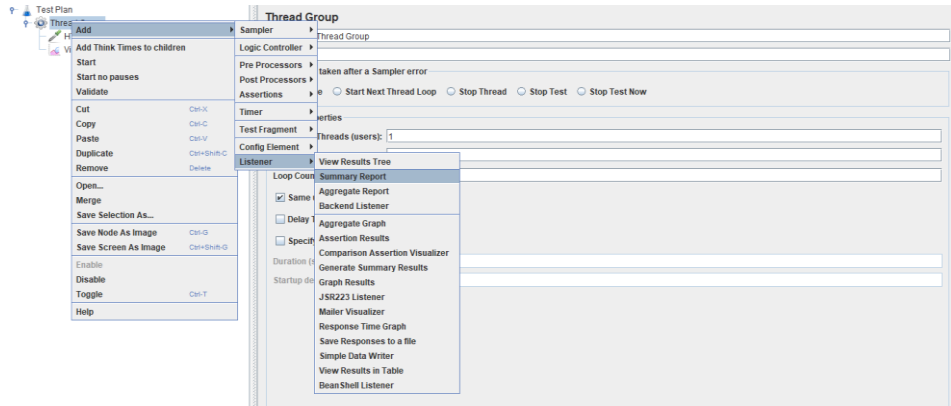 Test Plan
Thread
Add
Add Think Times to children
Start
Start no pauses
Validate
Cut Ctrl-X
Copy Ctrl-C
Paste Ctrl-V
Duplicate Ctrl+Shift-C
Remove Delete
Open...
Merge
Save Selection As...
Save Node As Image Ctrl-G
Save Screen As Image Ctrl+Shift-G
Enable
Disable
Toggle Ctrl-T
Help
Sampler
Logic Controller
Pre Processors
Post Processors
Assertions
Timer
Test Fragment
Config Element
Listener
View Results Tree
Summary Report
Aggregate Report
Backend Listener
Aggregate Graph
Assertion Results
Comparison Assertion Visualizer
Generate Summary Results
Graph Results
JSR223 Listener
Mailer Visualizer
Response Time Graph
Save Responses to a file
Simple Data Writer
View Results in Table
BeanShell Listener
Thread Group
Thread Group
taken after a Sampler error
Start Next Thread Loop Stop Thread Stop Test Stop Test Now
Threads (users): 1
Loop Coun
Same
Delay T
Specify
Duration (s
Startup de